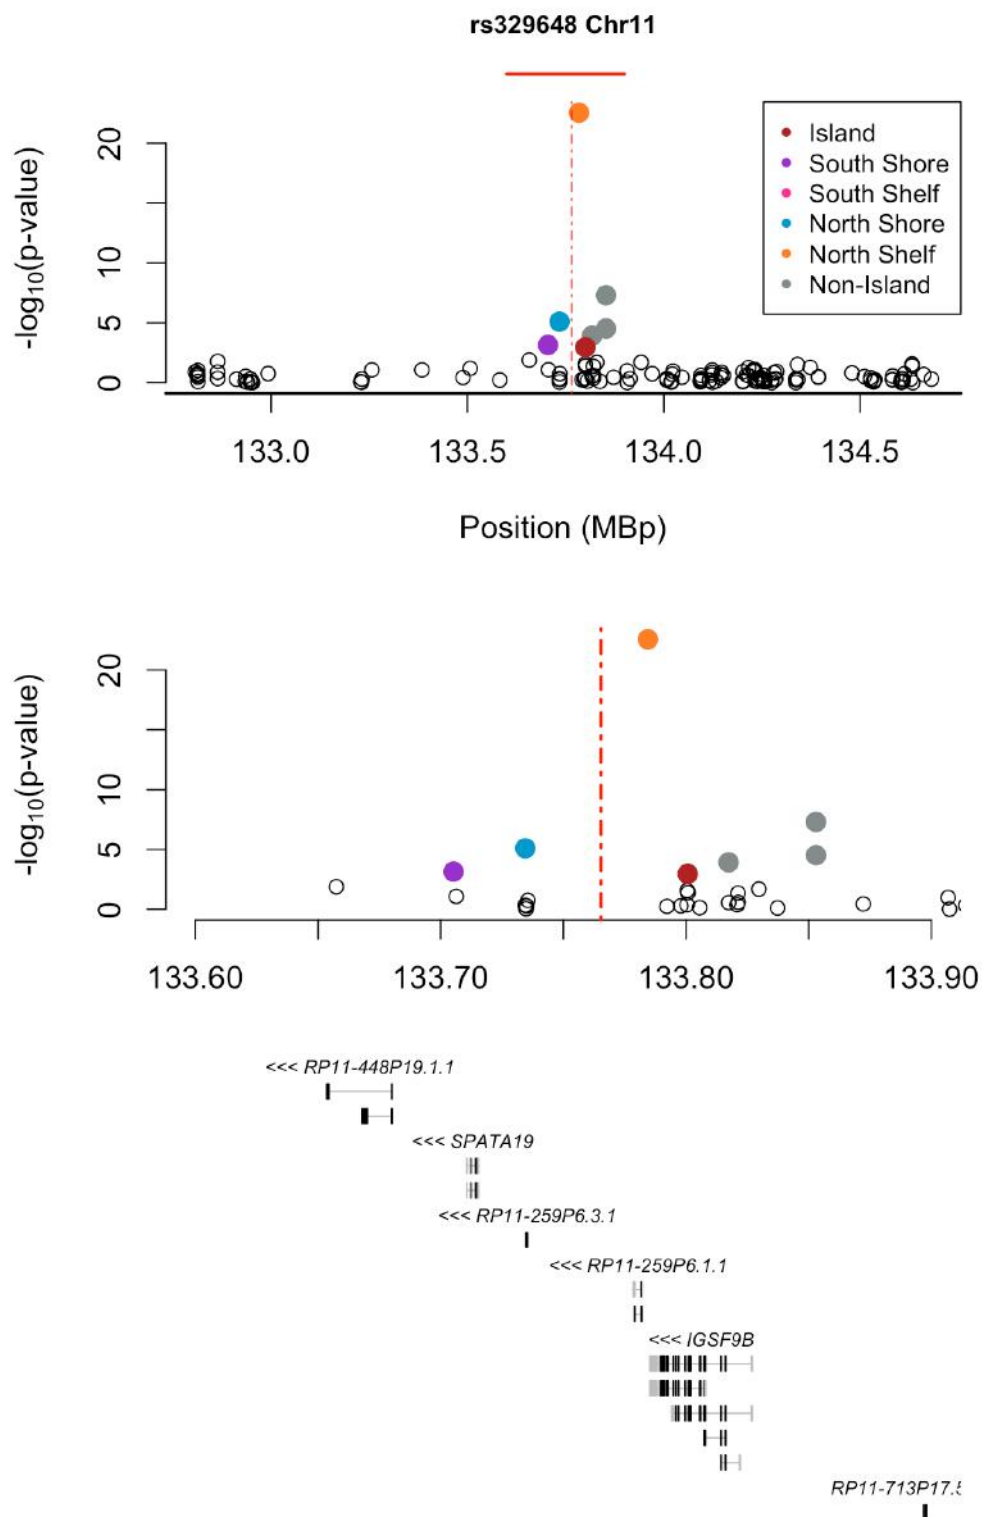 rs329648 Chr11
-log10(p-value)
20
10
5
0
Island
South Shore
South Shelf
North Shore
North Shelf
Non-Island
133.0 133.5 134.0 134.5
Position (MBp)
-log10(p-value)
20
10
5
0
133.60 133.70 133.80 133.90
<<< RP11-448P19.1.1
<<< SPATA19
<<< RP11-259P6.3.1
<<< RP11-259P6.1.1
<<< IGSF9B
RP11-713P17.